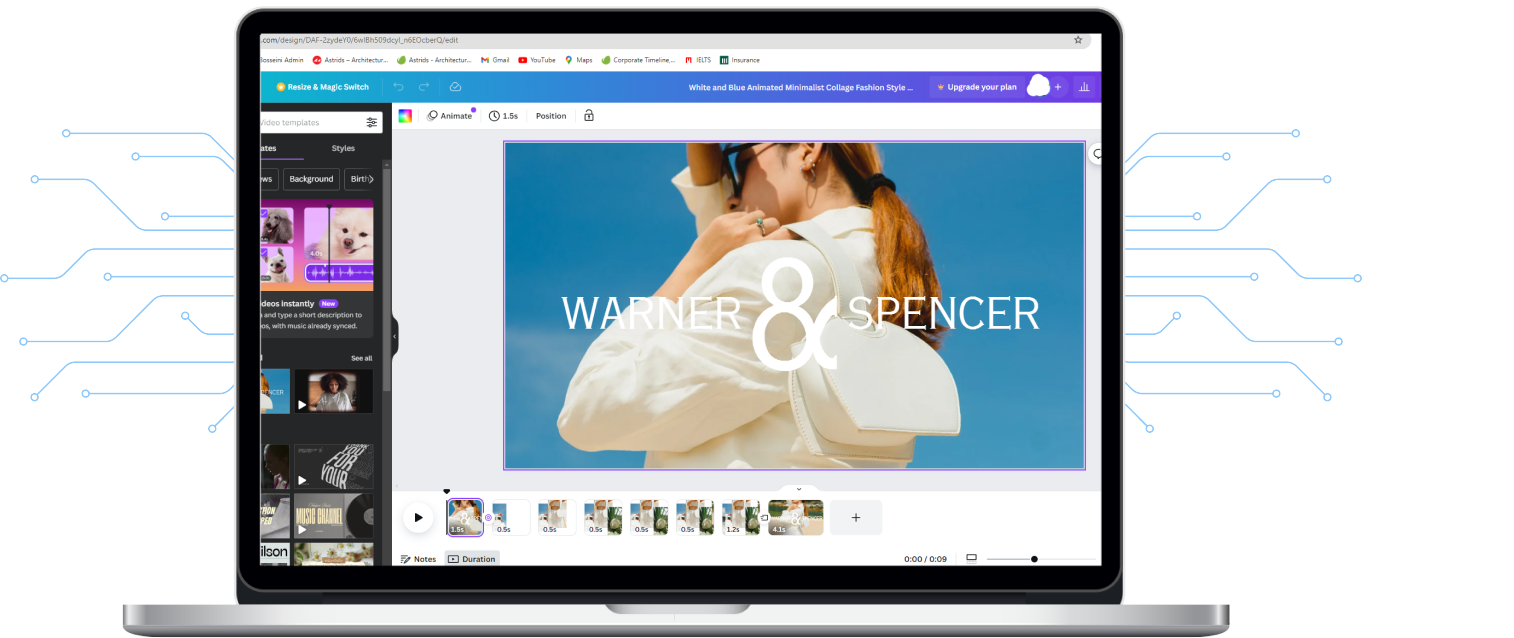 .com/design/DAF-2zydeY0/6wIBh509dcyI_n6EOcberQ/edit
Bosseini Admin Astrids – Architectur... Astrids - Architectur... Gmail YouTube Maps Corporate Timeline,... IELTS Insurance
Resize & Magic Switch White and Blue Animated Minimalist Collage Fashion Style ... Upgrade your plan
Video templates Animate 1.5s Position
ates Styles
ws Background Birth
4.0s
WARNER & SPENCER
ideos instantly New
and type a short description to
os, with music already synced.
See all
NCER
FOR
YOUR
MUSIC CHANNEL
ilson
1.5s 0.5s 0.5s 0.5s 0.5s 0.5s 1.2s 4.1s
Notes Duration 0:00 / 0:09